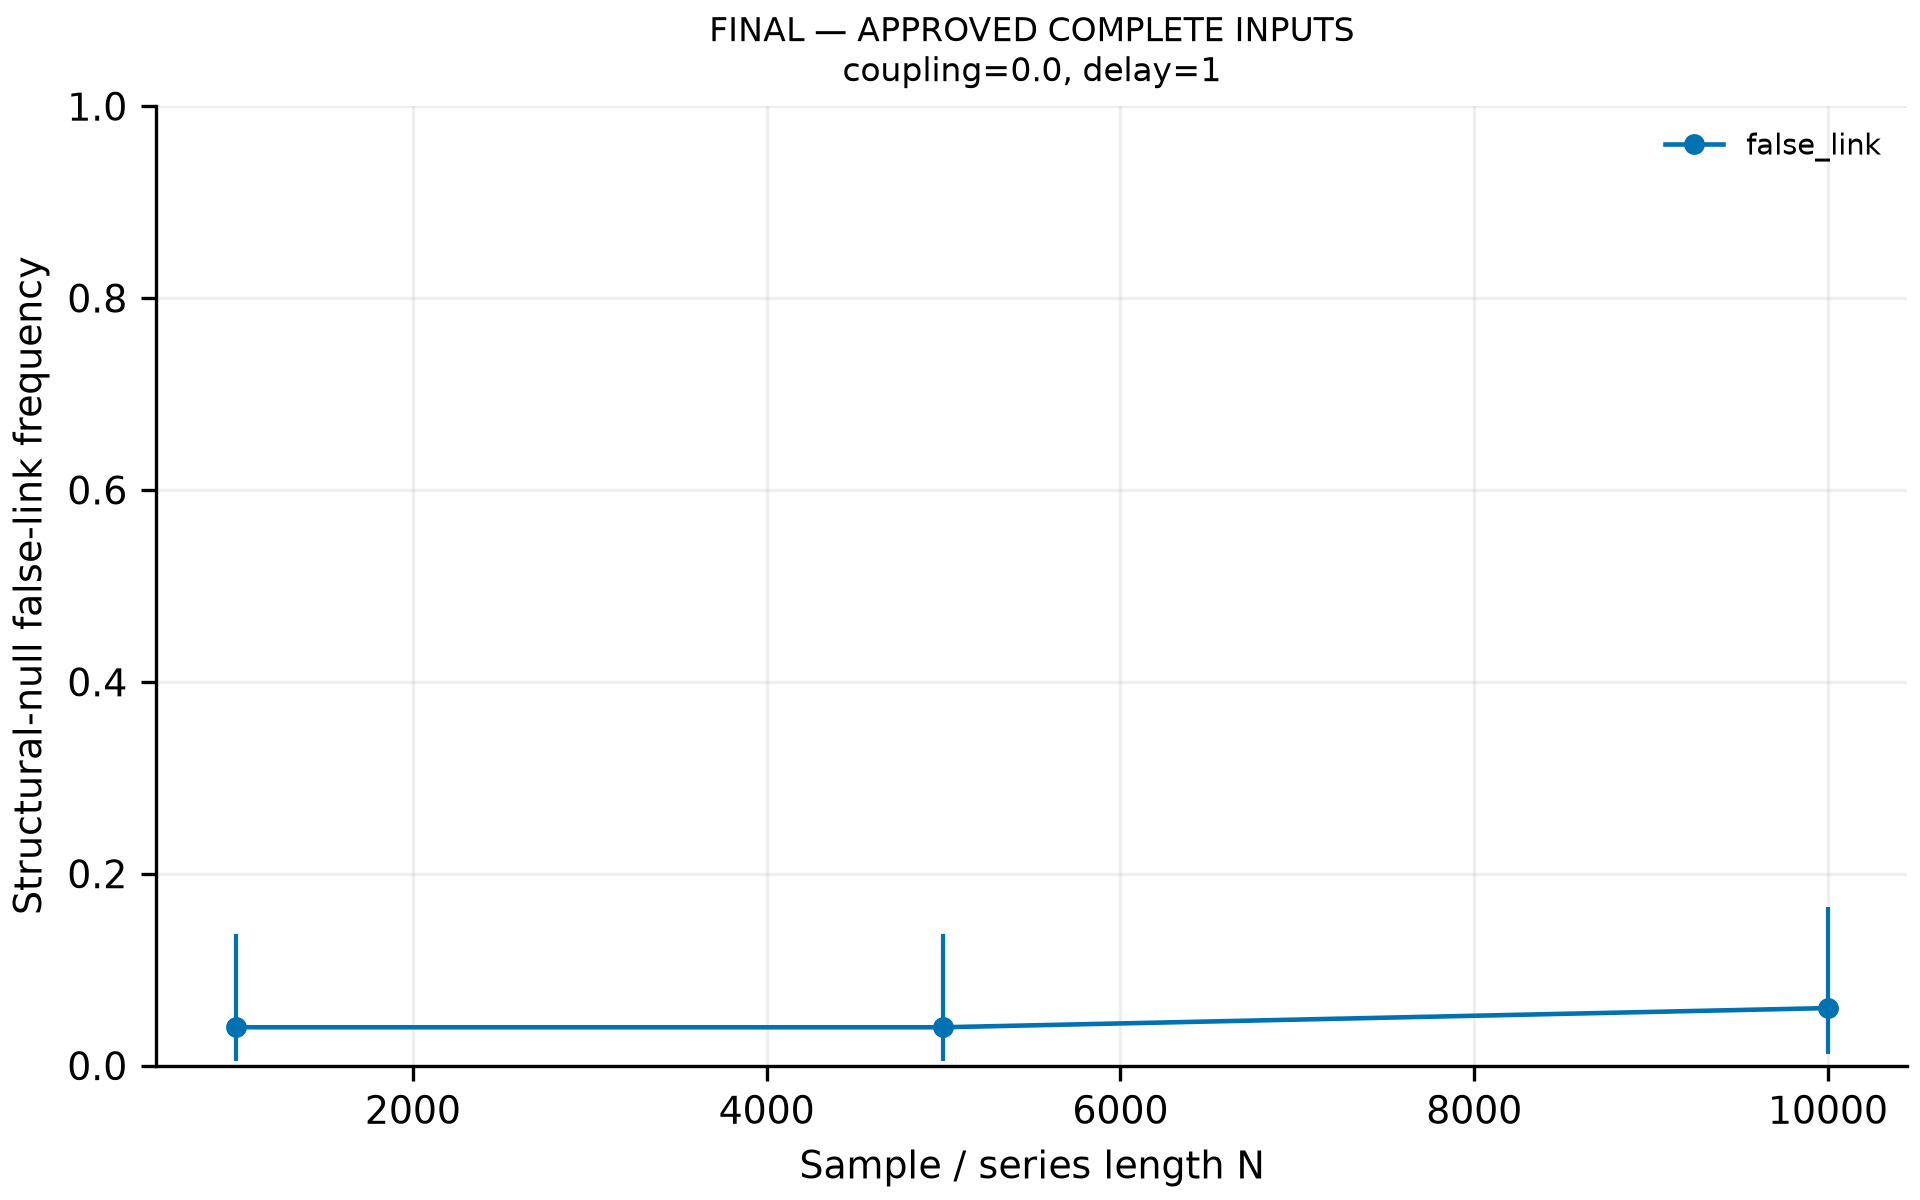 FINAL — APPROVED COMPLETE INPUTS
coupling=0.0, delay=1
false_link
Structural-null false-link frequency
1.0
0.8
0.6
0.4
0.2
0.0
2000 4000 6000 8000 10000
Sample / series length N